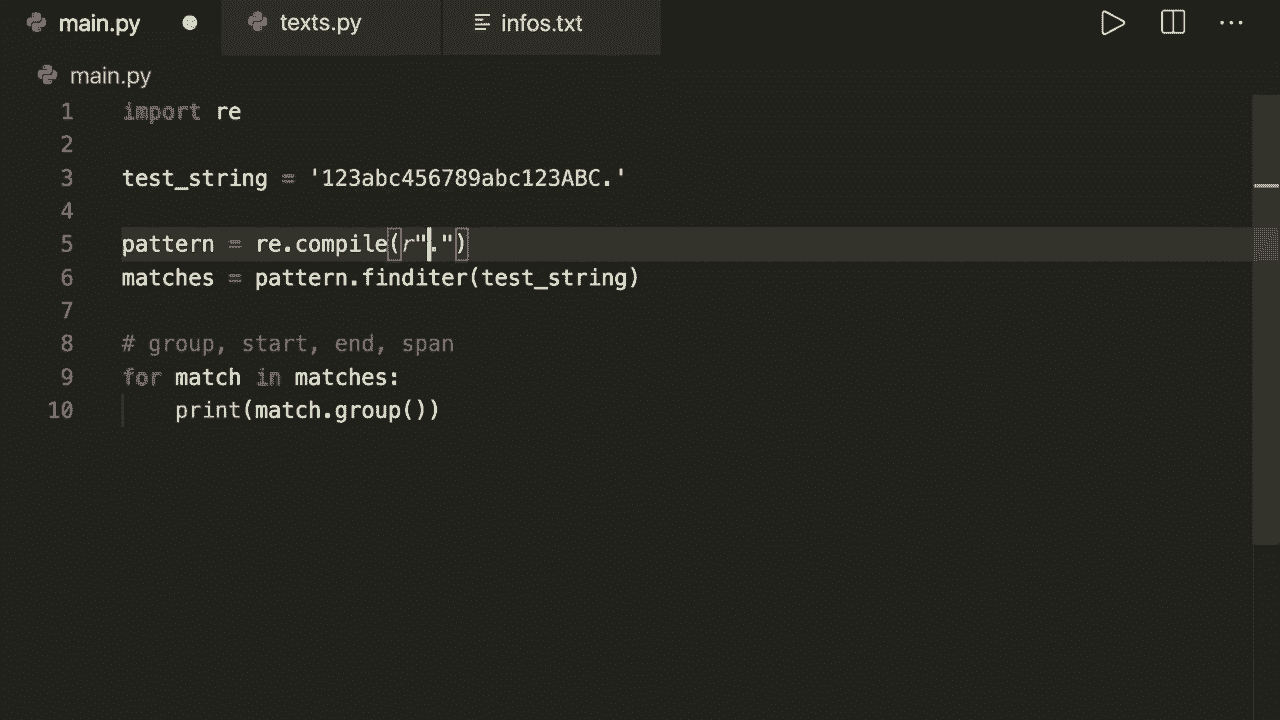 main.py texts.py infos.txt ...
main.py
1 import re
2
3 test_string = '123abc456789abc123ABC.'
4
5 pattern = re.compile(r".")
6 matches = pattern.finditer(test_string)
7
8 # group, start, end, span
9 for match in matches:
10 print(match.group())